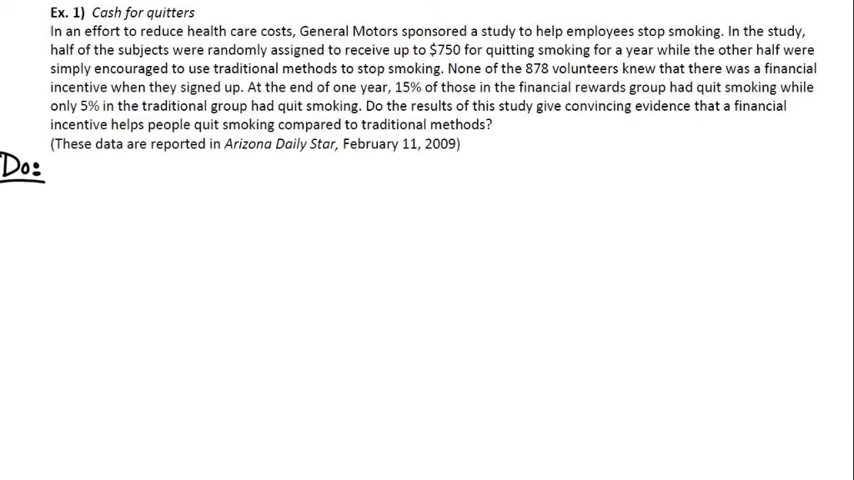 Ex. 1) Cash for quitters
In an effort to reduce health care costs, General Motors sponsored a study to help employees stop smoking. In the study,
half of the subjects were randomly assigned to receive up to $750 for quitting smoking for a year while the other half were
simply encouraged to use traditional methods to stop smoking. None of the 878 volunteers knew that there was a financial
incentive when they signed up. At the end of one year, 15% of those in the financial rewards group had quit smoking while
only 5% in the traditional group had quit smoking. Do the results of this study give convincing evidence that a financial
incentive helps people quit smoking compared to traditional methods?
(These data are reported in Arizona Daily Star, February 11, 2009)
Do: